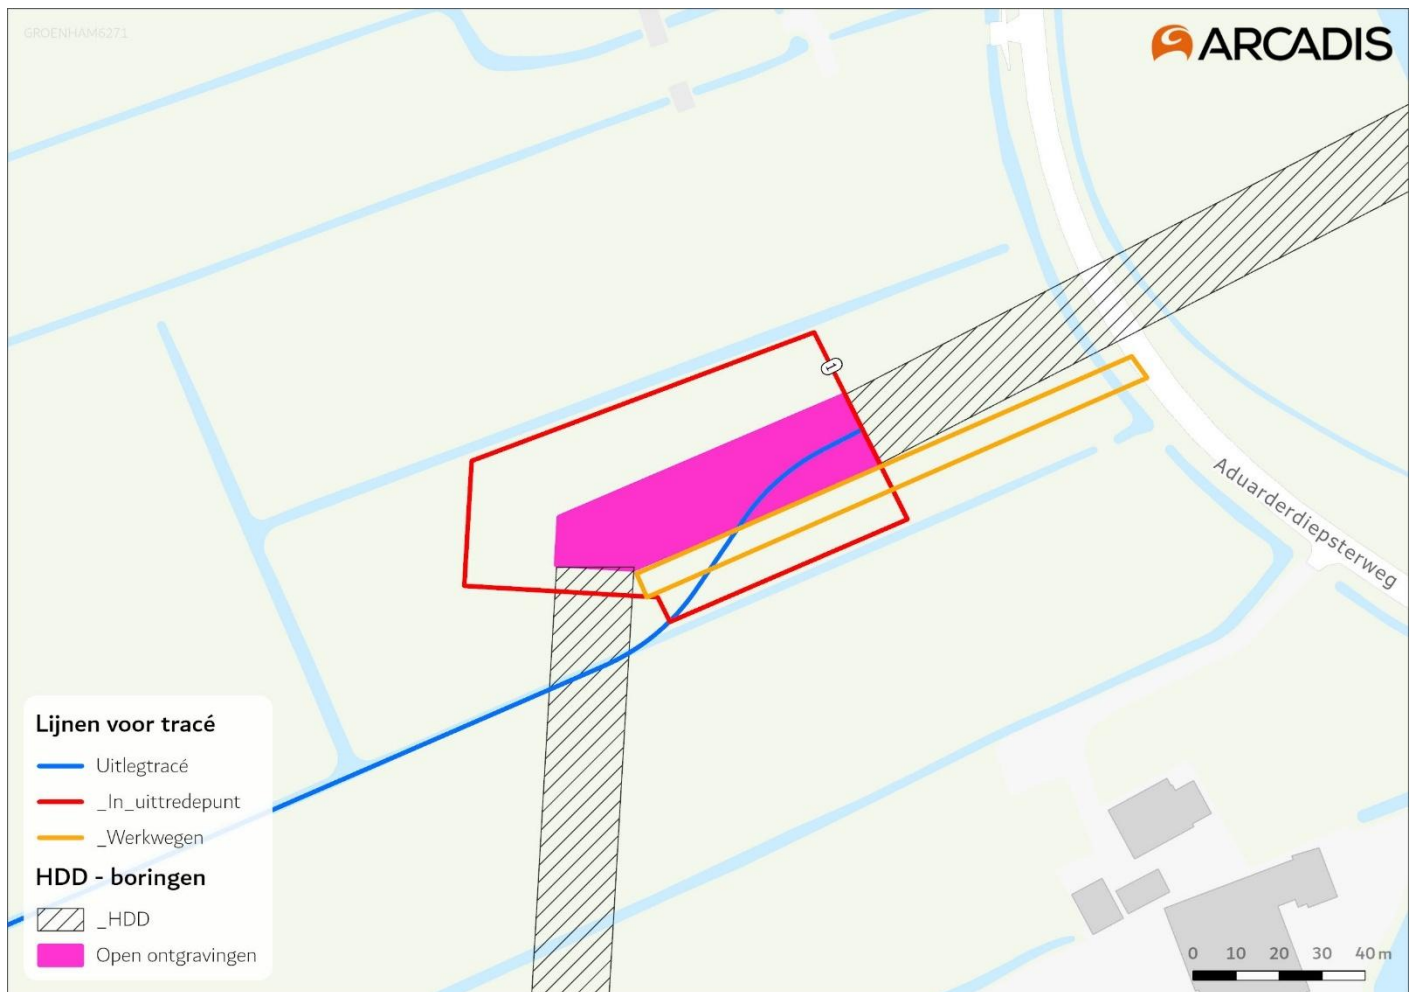 GROENHAM6271
ARCADIS
1
Aduarderdiepsterweg
Lijnen voor tracé
Uitlegtracé
_In_uittredepunt
_Werkwegen
HDD - boringen
_HDD
Open ontgravingen
0 10 20 30 40 m